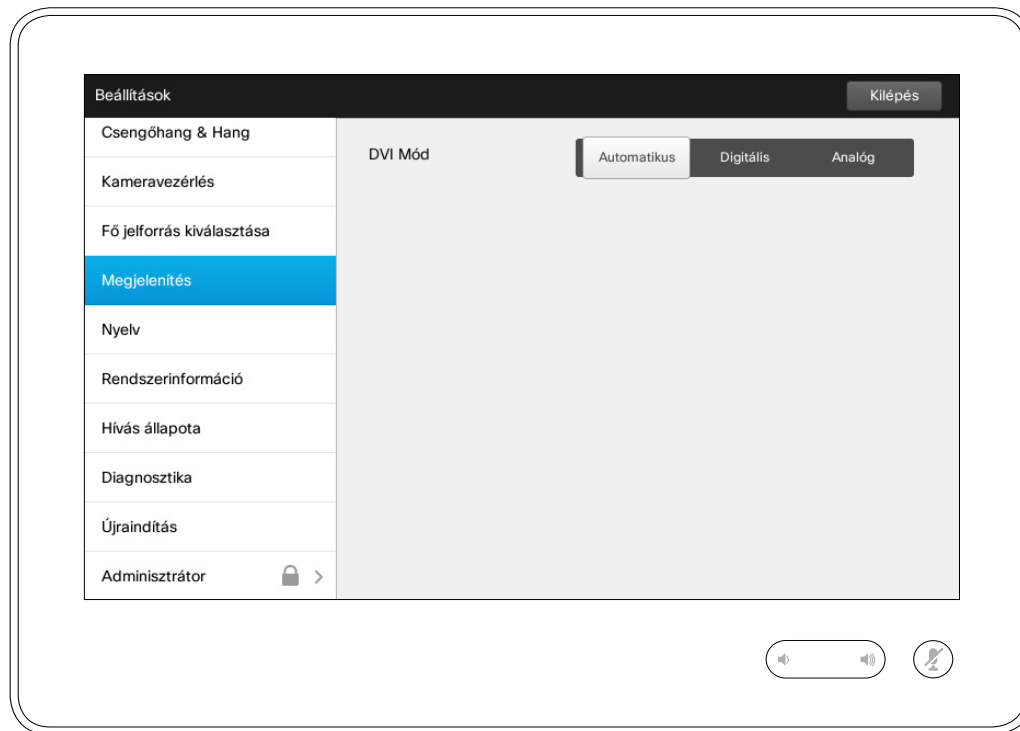 Beállítások
Kilépés
Csengőhang & Hang
DVI Mód
Automatikus
Digitális
Analóg
Kameravezérlés
Fő jelforrás kiválasztása
Megjelenítés
Nyelv
Rendszerinformáció
Hívás állapota
Diagnosztika
Újraindítás
Adminisztrátor